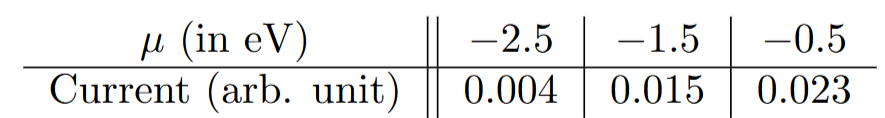 μ (in eV) −2.5 −1.5 −0.5
Current (arb. unit) 0.004 0.015 0.023